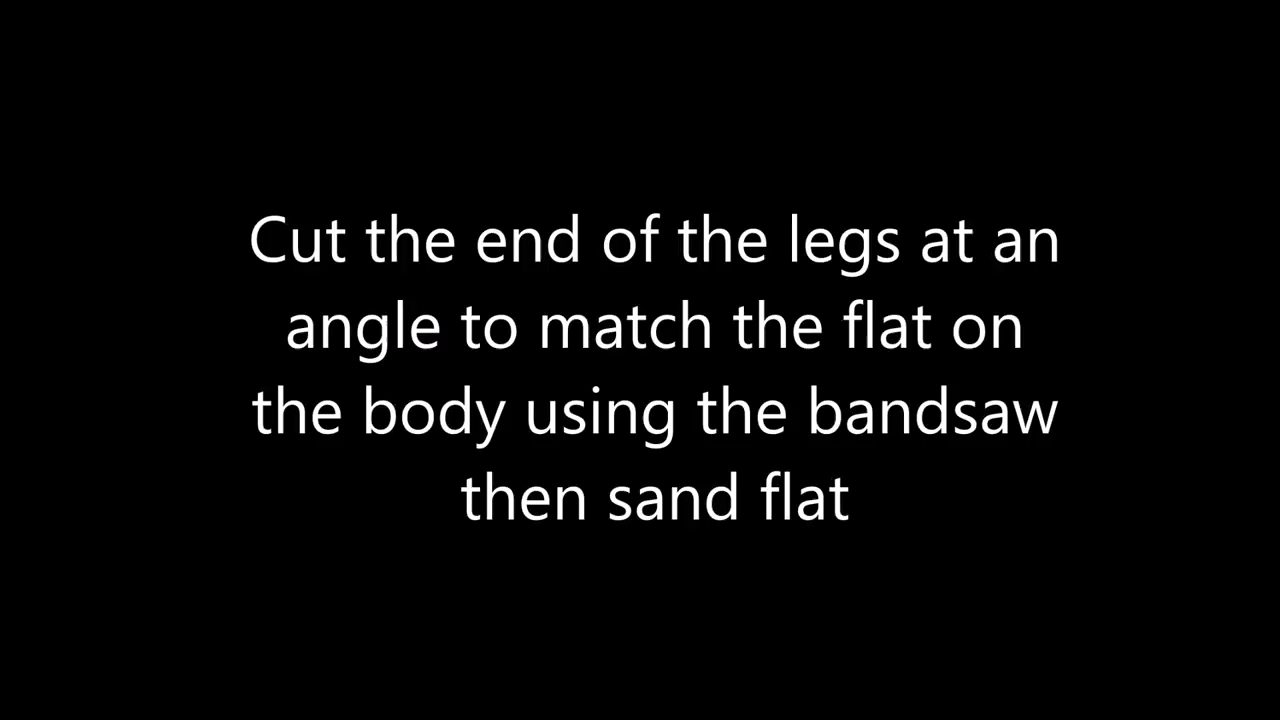 Cut the end of the legs at an
angle to match the flat on
the body using the bandsaw
then sand flat